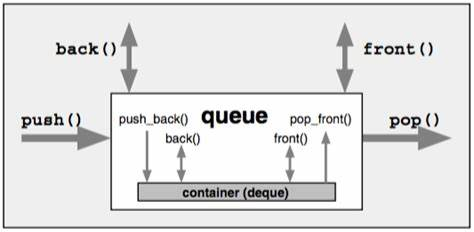 back()
front()
push()
push_back() queue pop_front()
pop()
back()
front()
container (deque)